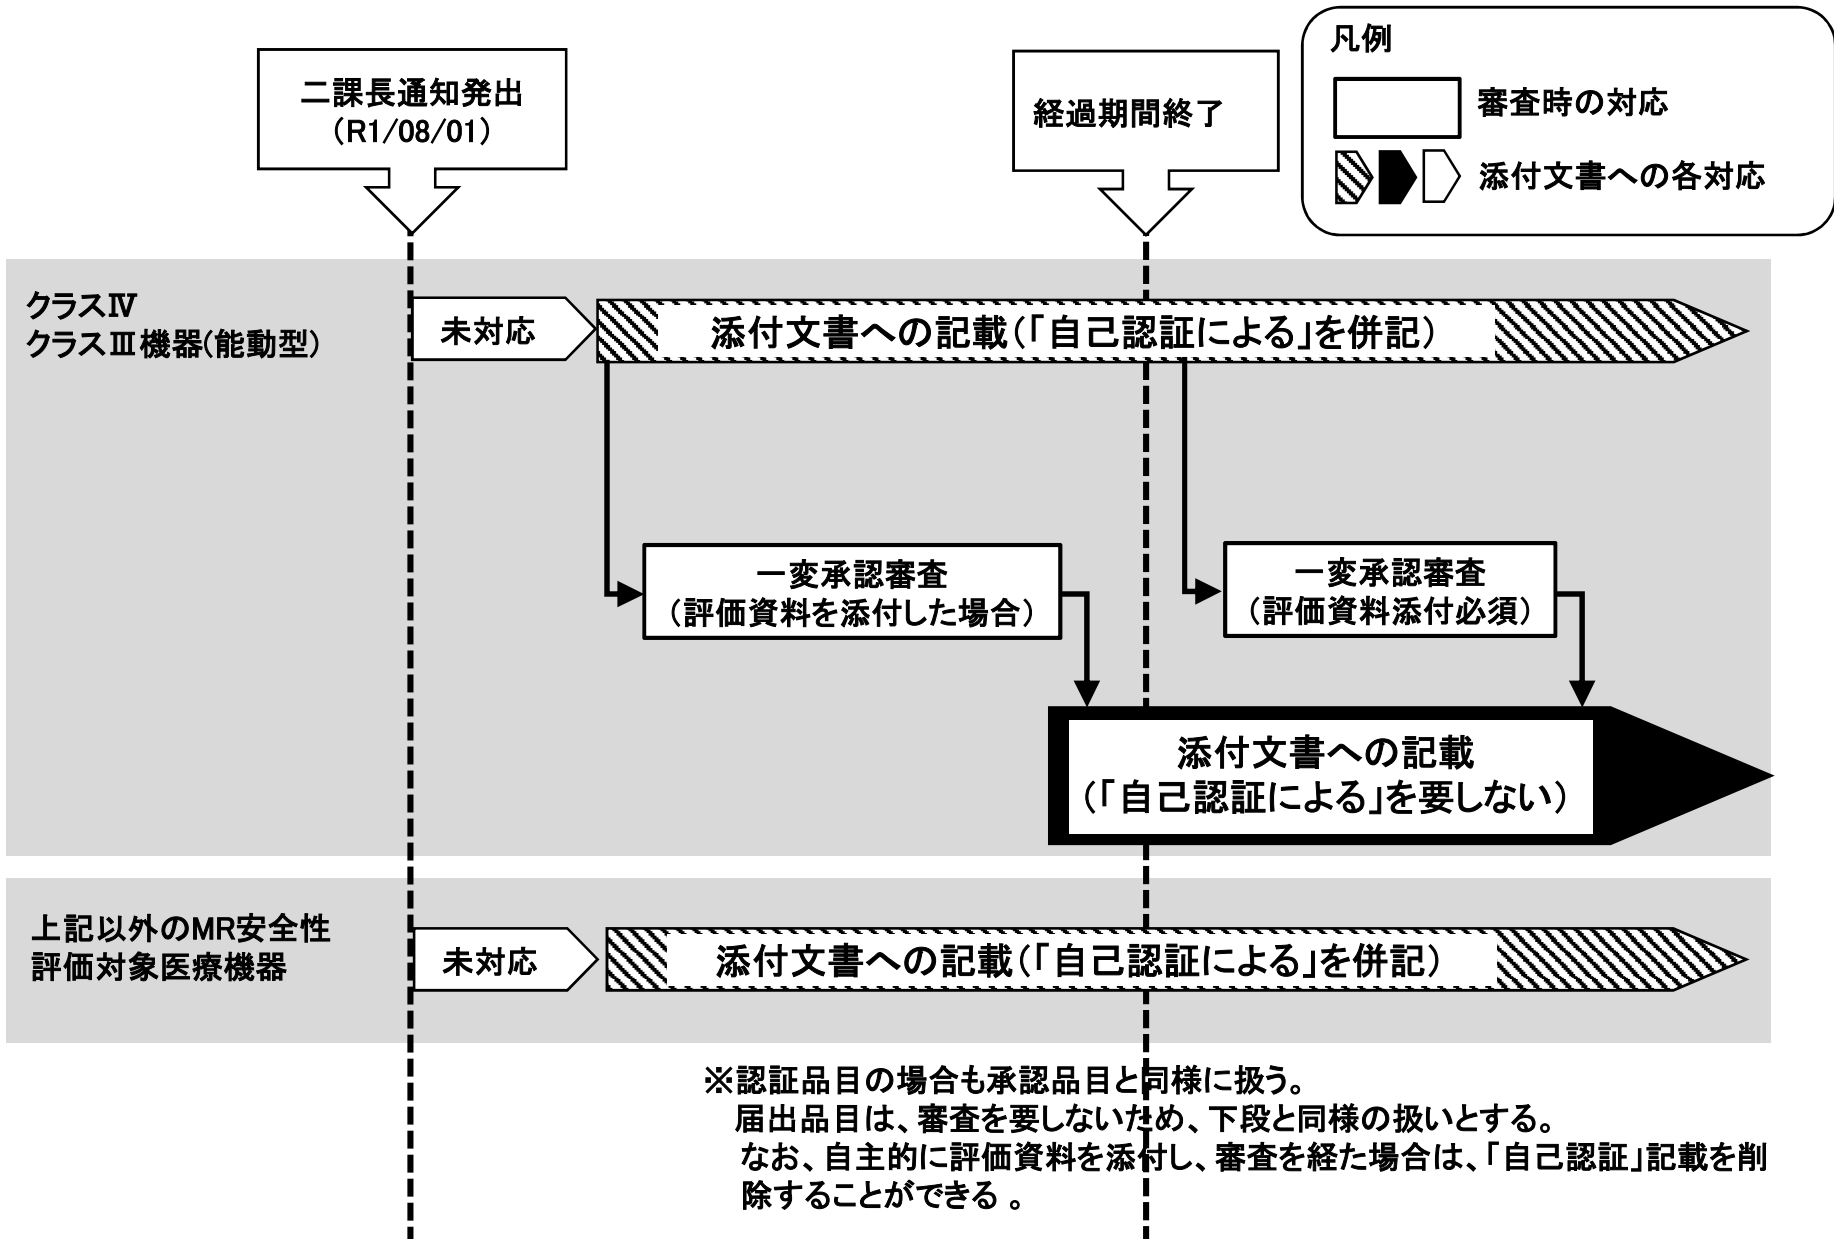 二課長通知発出
(R1/08/01)
経過期間終了
凡例
審査時の対応
添付文書への各対応
クラスⅣ
クラスⅢ機器(能動型)
未対応
添付文書への記載(「自己認証による」を併記)
一変承認審査
(評価資料を添付した場合)
一変承認審査
(評価資料添付必須)
添付文書への記載
(「自己認証による」を要しない)
上記以外のMR安全性
評価対象医療機器
未対応
添付文書への記載(「自己認証による」を併記)
※認証品目の場合も承認品目と同様に扱う。
届出品目は、審査を要しないため、下段と同様の扱いとする。
なお、自主的に評価資料を添付し、審査を経た場合は、「自己認証」記載を削
除することができる 。